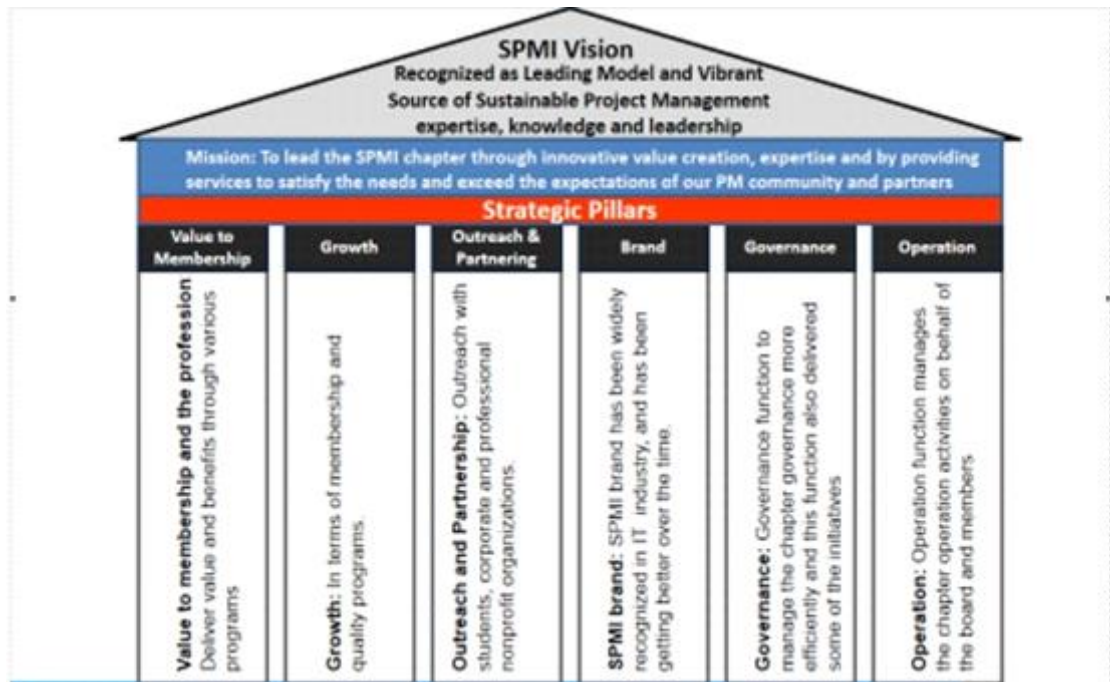 SPMI Vision
Recognized as Leading Model and Vibrant
Source of Sustainable Project Management
expertise, knowledge and leadership
Mission: To lead the SPMI chapter through innovative value creation, expertise and by providing
services to satisfy the needs and exceed the expectations of our PM community and partners
Strategic Pillars
Value to
Membership
Growth
Outreach &
Partnering
Brand
Governance
Operation
Value to membership and the profession
Deliver value and benefits through various
programs
Growth: In terms of membership and
quality programs.
Outreach and Partnership: Outreach with
students, corporate and professional
nonprofit organizations.
SPMI brand: SPMI brand has been widely
recognized in IT industry, and has been
getting better over the time.
Governance: Governance function to
manage the chapter governance more
efficiently and this function also delivered
some of the initiatives
Operation: Operation function manages
the chapter operation activities on behalf of
the board and members